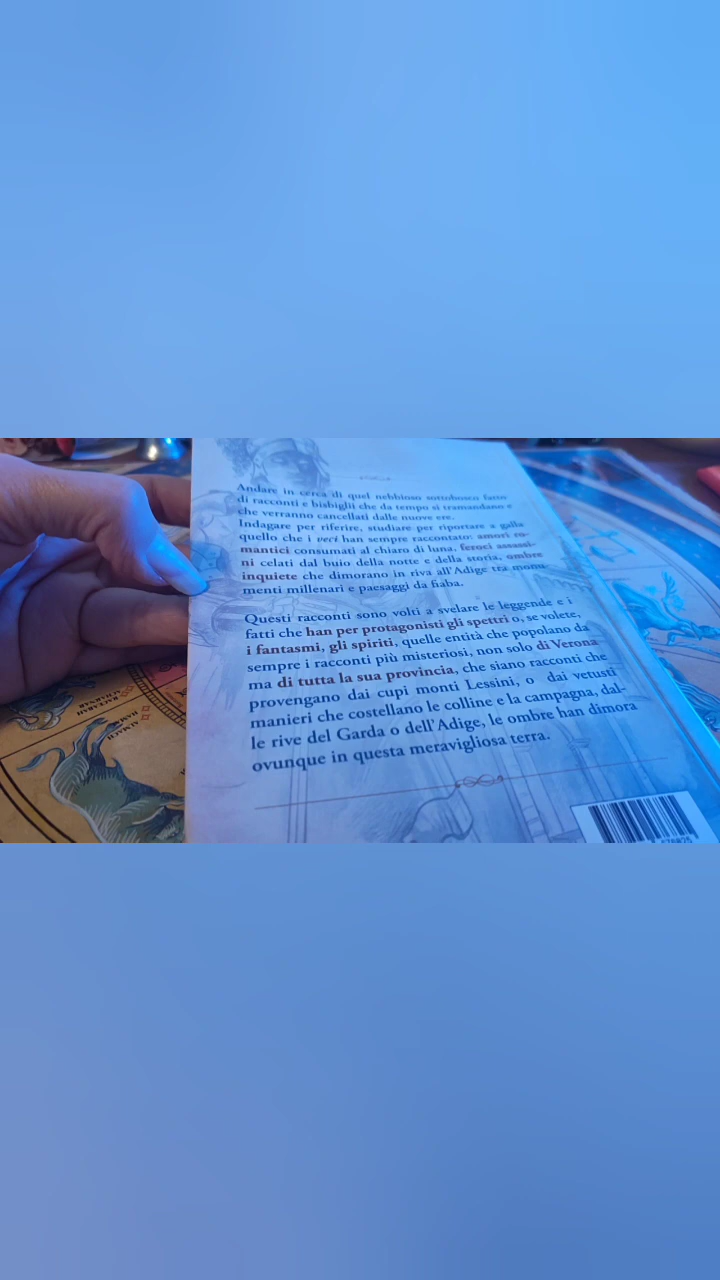 Andare in cerca di quel nebbioso sottobosco fatto
di racconti e bisbigli che da tempo si tramandano e
che verranno cancellati dalle nuove ere.
Indagare per riferire, studiare per riportare a galla
quello che i veci han sempre raccontato: amori ro-
mantici consumati al chiaro di luna, feroci assassi-
ni celati dal buio della notte e della storia, ombre
inquiete che dimorano in riva all'Adige tra monu-
menti millenari e paesaggi da fiaba.
Questi racconti sono volti a svelare le leggende e i
fatti che han per protagonisti gli spettri o, se volete,
i fantasmi, gli spiriti, quelle entità che popolano da
sempre i racconti più misteriosi, non solo di Verona
ma di tutta la sua provincia, che siano racconti che
provengano dai cupi monti Lessini, o dai vetusti
manieri che costellano le colline e la campagna, dal-
le rive del Garda o dell'Adige, le ombre han dimora
ovunque in questa meravigliosa terra.
ALMACH